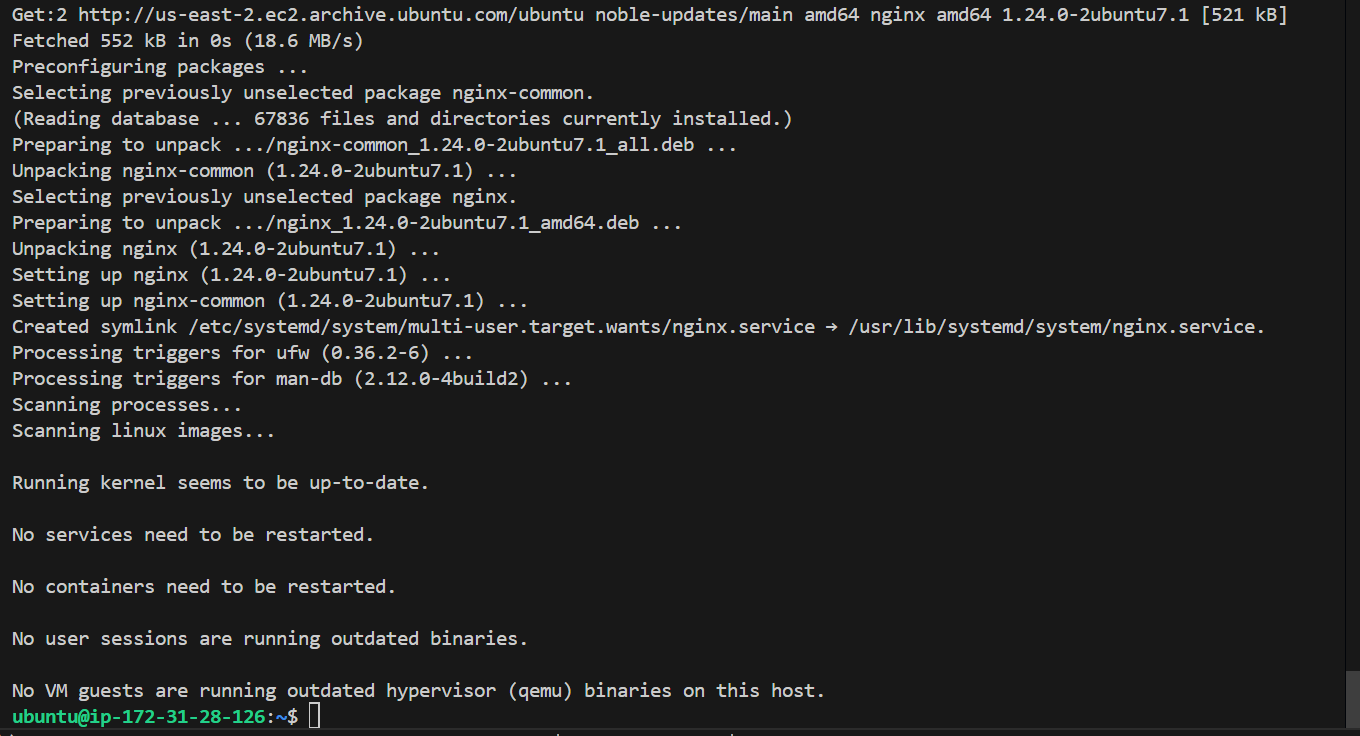 Get:2 http://us-east-2.ec2.archive.ubuntu.com/ubuntu noble-updates/main amd64 nginx amd64 1.24.0-2ubuntu7.1 [521 kB]
Fetched 552 kB in 0s (18.6 MB/s)
Preconfiguring packages ...
Selecting previously unselected package nginx-common.
(Reading database ... 67836 files and directories currently installed.)
Preparing to unpack .../nginx-common_1.24.0-2ubuntu7.1_all.deb ...
Unpacking nginx-common (1.24.0-2ubuntu7.1) ...
Selecting previously unselected package nginx.
Preparing to unpack .../nginx_1.24.0-2ubuntu7.1_amd64.deb ...
Unpacking nginx (1.24.0-2ubuntu7.1) ...
Setting up nginx (1.24.0-2ubuntu7.1) ...
Setting up nginx-common (1.24.0-2ubuntu7.1) ...
Created symlink /etc/systemd/system/multi-user.target.wants/nginx.service → /usr/lib/systemd/system/nginx.service.
Processing triggers for ufw (0.36.2-6) ...
Processing triggers for man-db (2.12.0-4build2) ...
Scanning processes...
Scanning linux images...
Running kernel seems to be up-to-date.
No services need to be restarted.
No containers need to be restarted.
No user sessions are running outdated binaries.
No VM guests are running outdated hypervisor (qemu) binaries on this host.
ubuntu@ip-172-31-28-126:~$